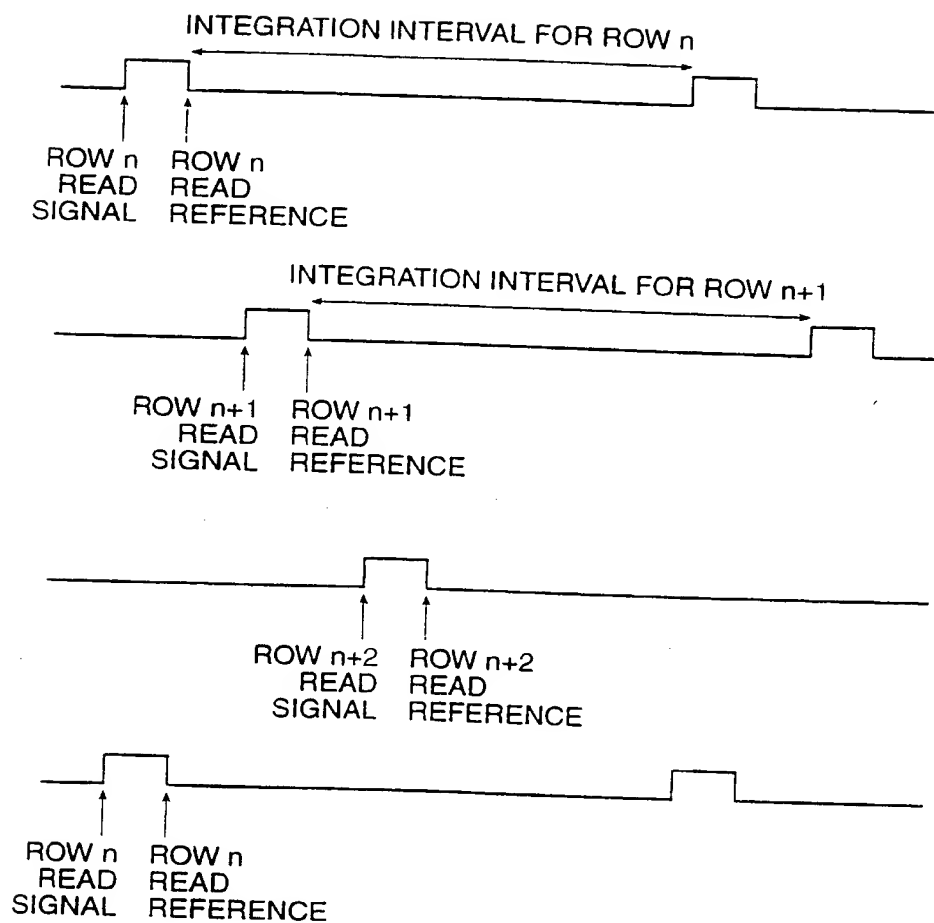 INTEGRATION INTERVAL FOR ROW n
ROW n ROW n
READ READ
SIGNAL REFERENCE
INTEGRATION INTERVAL FOR ROW n+1
ROW n+1 ROW n+1
READ READ
SIGNAL REFERENCE
ROW n+2 ROW n+2
READ READ
SIGNAL REFERENCE
ROW n ROW n
READ READ
SIGNAL REFERENCE